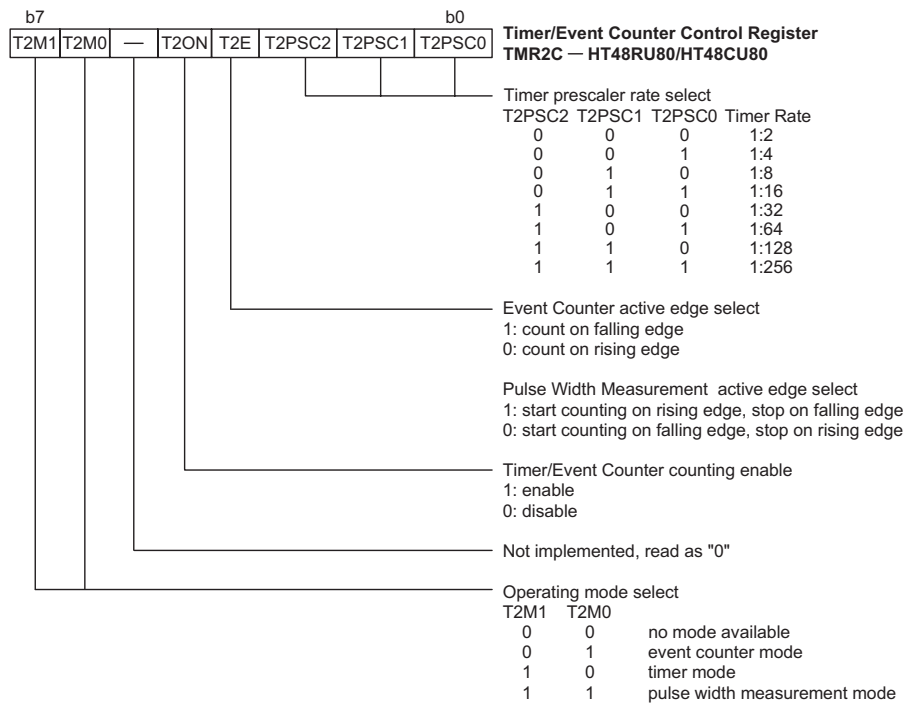 b7 b0
T2M1 T2M0 — T2ON T2E T2PSC2 T2PSC1 T2PSC0
Timer/Event Counter Control Register
TMR2C — HT48RU80/HT48CU80
Timer prescaler rate select
T2PSC2 T2PSC1 T2PSC0 Timer Rate
0 0 0 1:2
0 0 1 1:4
0 1 0 1:8
0 1 1 1:16
1 0 0 1:32
1 0 1 1:64
1 1 0 1:128
1 1 1 1:256
Event Counter active edge select
1: count on falling edge
0: count on rising edge
Pulse Width Measurement active edge select
1: start counting on rising edge, stop on falling edge
0: start counting on falling edge, stop on rising edge
Timer/Event Counter counting enable
1: enable
0: disable
Not implemented, read as "0"
Operating mode select
T2M1 T2M0
0 0 no mode available
0 1 event counter mode
1 0 timer mode
1 1 pulse width measurement mode